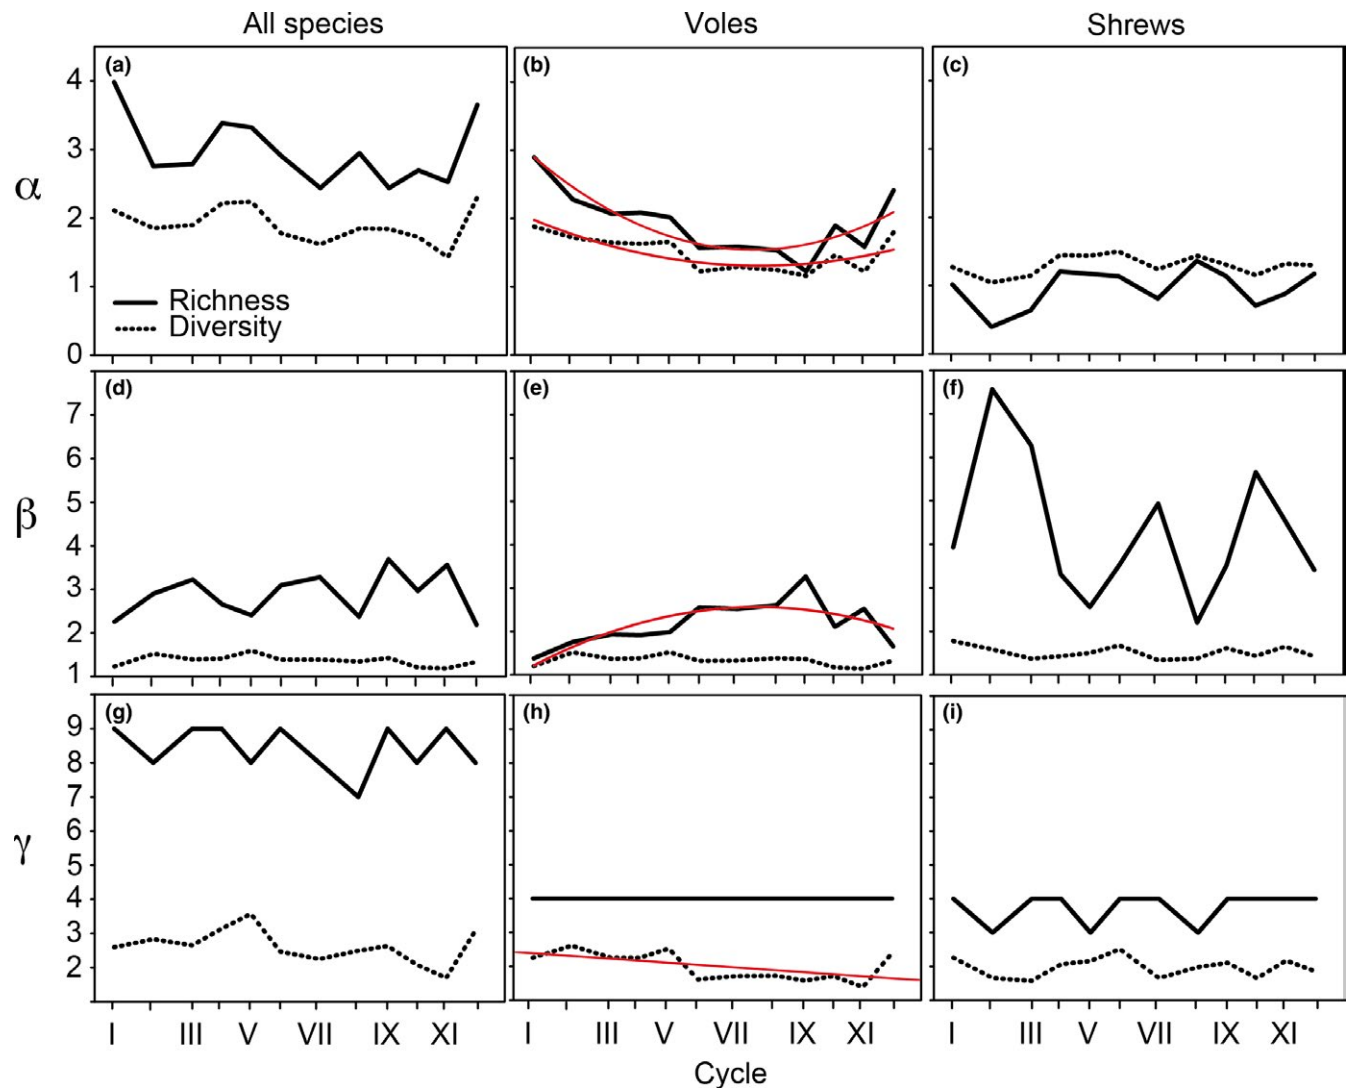 All species Voles Shrews
(a) (b) (c)
α
4
3
2
1
0
Richness
Diversity
(d) (e) (f)
β
7
6
5
4
3
2
1
(g) (h) (i)
γ
9
8
7
6
5
4
3
2
I III V VII IX XI I III V VII IX XI I III V VII IX XI
Cycle